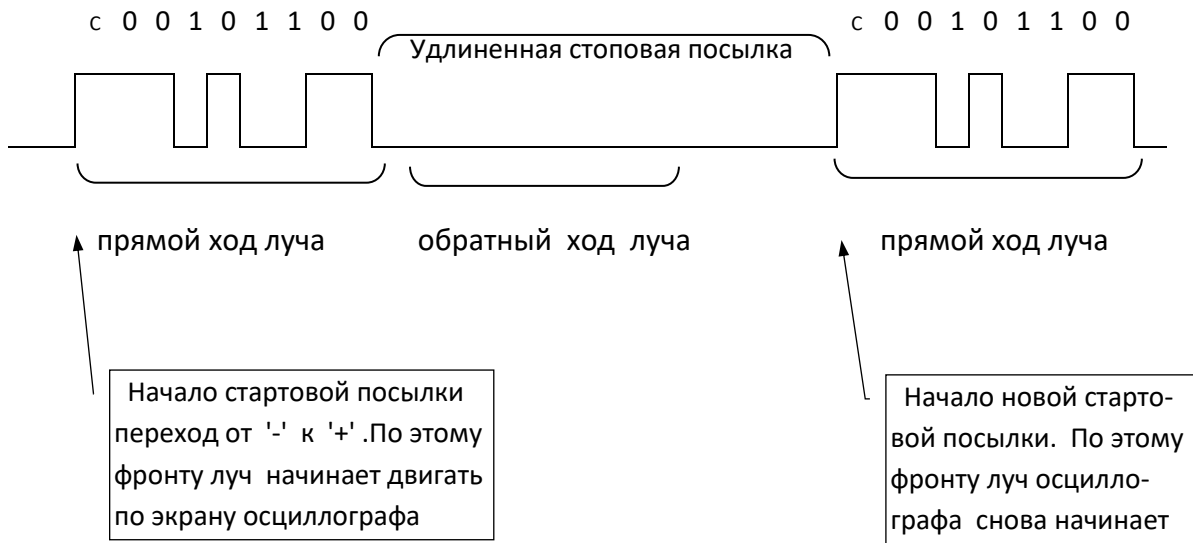 с 0 0 1 0 1 1 0 0
с 0 0 1 0 1 1 0 0
Удлиненная стоповая посылка
прямой ход луча
обратный ход луча
прямой ход луча
Начало стартовой посылки
переход от '-' к '+' .По этому
фронту луч начинает двигать
по экрану осциллографа
Начало новой старто-
вой посылки. По этому
фронту луч осцилло-
графа снова начинает